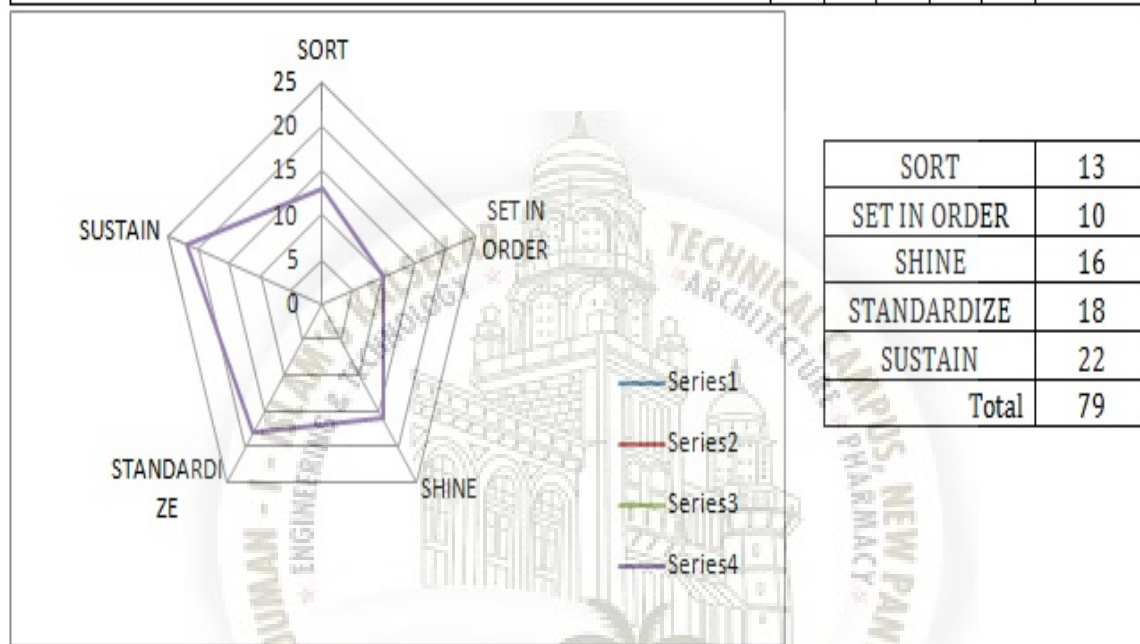 SORT
25
20
15
10
5
0
SET IN
ORDER
SHINE
STANDARDI
ZE
SUSTAIN
Series1
Series2
Series3
Series4
SORT 13
SET IN ORDER 10
SHINE 16
STANDARDIZE 18
SUSTAIN 22
Total 79
KALSEKAR TECHNICAL CAMPUS, NEW PAN
ENGINEERING & TECHNOLOGY * ARCHITECTURE * PHARMACY *